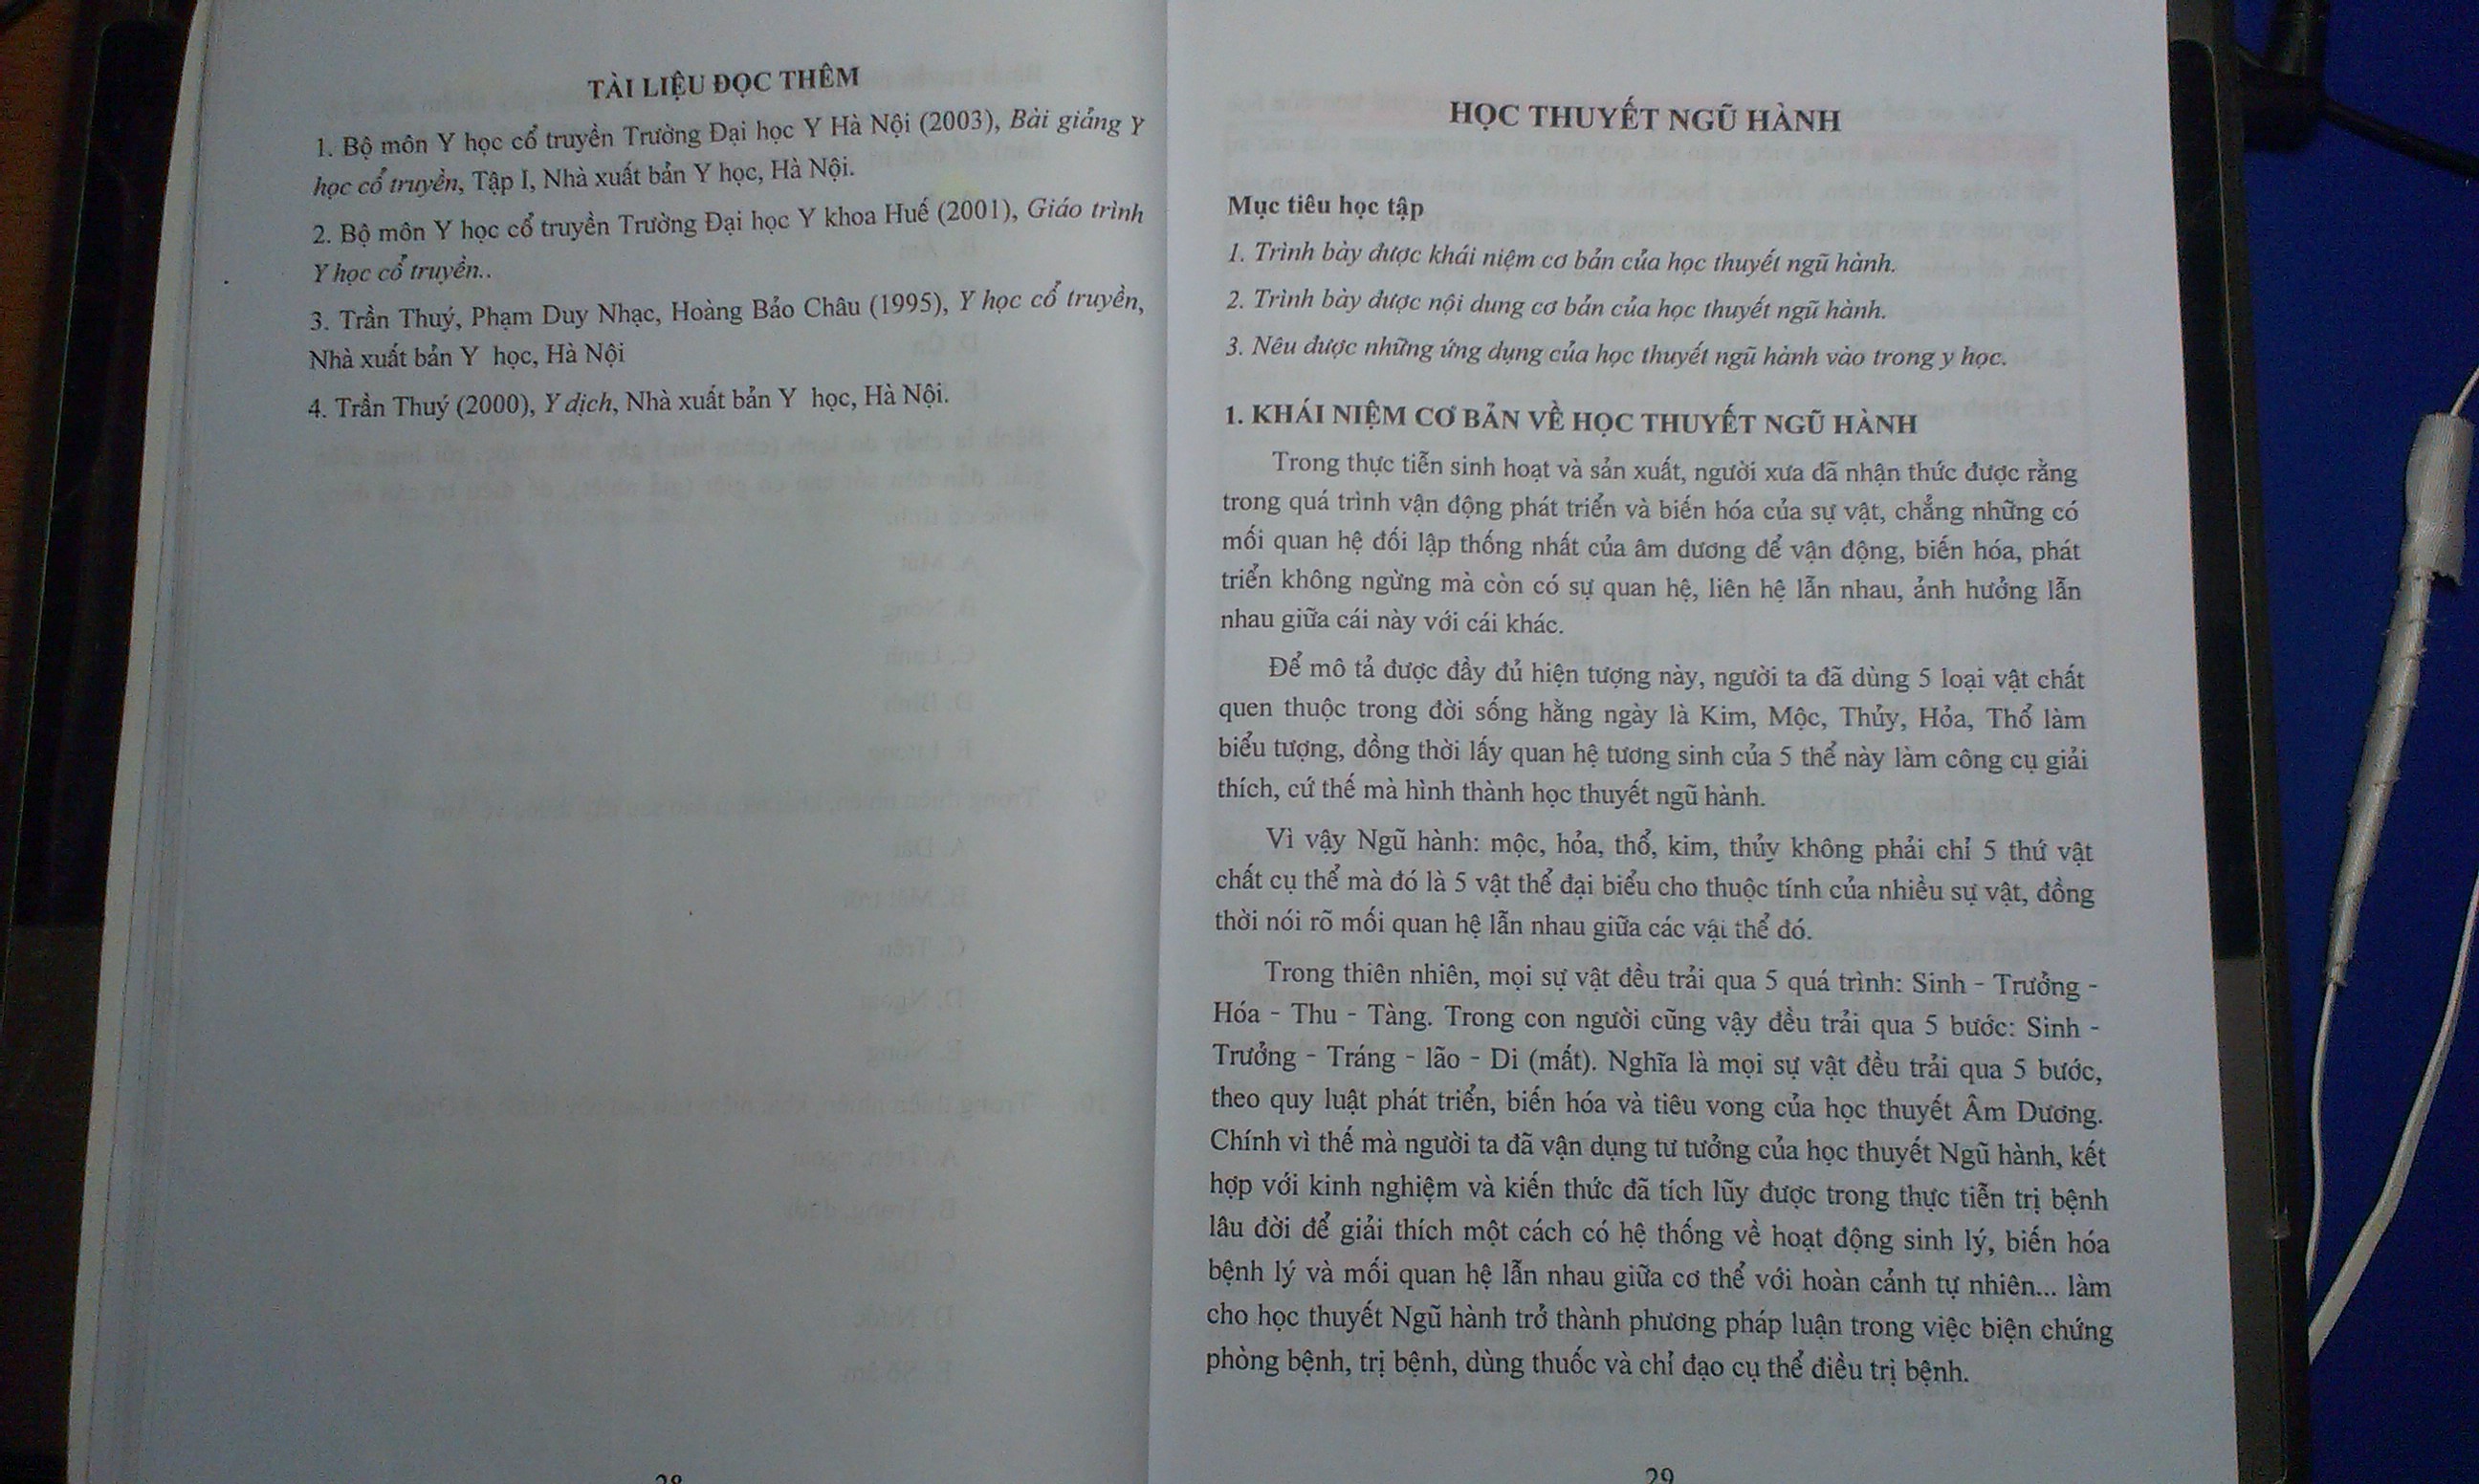 TÀI LIỆU ĐỌC THÊM
1. Bộ môn Y học cổ truyền Trường Đại học Y Hà Nội (2003), Bài giảng Y
học cổ truyền, Tập I, Nhà xuất bản Y học, Hà Nội.
2. Bộ môn Y học cổ truyền Trường Đại học Y khoa Huế (2001), Giáo trình
Y học cổ truyền..
3. Trần Thuý, Phạm Duy Nhạc, Hoàng Bảo Châu (1995), Y học cổ truyền,
Nhà xuất bản Y học, Hà Nội
4. Trần Thuý (2000), Y dịch, Nhà xuất bản Y học, Hà Nội.
28
HỌC THUYẾT NGŨ HÀNH
Mục tiêu học tập
1. Trình bày được khái niệm cơ bản của học thuyết ngũ hành.
2. Trình bày được nội dung cơ bản của học thuyết ngũ hành.
3. Nêu được những ứng dụng của học thuyết ngũ hành vào trong y học.
1. KHÁI NIỆM CƠ BẢN VỀ HỌC THUYẾT NGŨ HÀNH
Trong thực tiễn sinh hoạt và sản xuất, người xưa đã nhận thức được rằng
trong quá trình vận động phát triển và biến hóa của sự vật, chẳng những có
mối quan hệ đối lập thống nhất của âm dương để vận động, biến hóa, phát
triển không ngừng mà còn có sự quan hệ, liên hệ lẫn nhau, ảnh hưởng lẫn
nhau giữa cái này với cái khác.
Để mô tả được đầy đủ hiện tượng này, người ta đã dùng 5 loại vật chất
quen thuộc trong đời sống hằng ngày là Kim, Mộc, Thủy, Hỏa, Thổ làm
biểu tượng, đồng thời lấy quan hệ tương sinh của 5 thể này làm công cụ giải
thích, cứ thế mà hình thành học thuyết ngũ hành.
Vì vậy Ngũ hành: mộc, hỏa, thổ, kim, thủy không phải chỉ 5 thứ vật
chất cụ thể mà đó là 5 vật thể đại biểu cho thuộc tính của nhiều sự vật, đồng
thời nói rõ mối quan hệ lẫn nhau giữa các vật thể đó.
Trong thiên nhiên, mọi sự vật đều trải qua 5 quá trình: Sinh - Trưởng -
Hóa - Thu - Tàng. Trong con người cũng vậy đều trải qua 5 bước: Sinh -
Trưởng - Tráng - lão - Di (mất). Nghĩa là mọi sự vật đều trải qua 5 bước,
theo quy luật phát triển, biến hóa và tiêu vong của học thuyết Âm Dương.
Chính vì thế mà người ta đã vận dụng tư tưởng của học thuyết Ngũ hành, kết
hợp với kinh nghiệm và kiến thức đã tích lũy được trong thực tiễn trị bệnh
lâu đời để giải thích một cách có hệ thống về hoạt động sinh lý, biến hóa
bệnh lý và mối quan hệ lẫn nhau giữa cơ thể với hoàn cảnh tự nhiên... làm
cho học thuyết Ngũ hành trở thành phương pháp luận trong việc biện chứng
phòng bệnh, trị bệnh, dùng thuốc và chỉ đạo cụ thể điều trị bệnh.
29